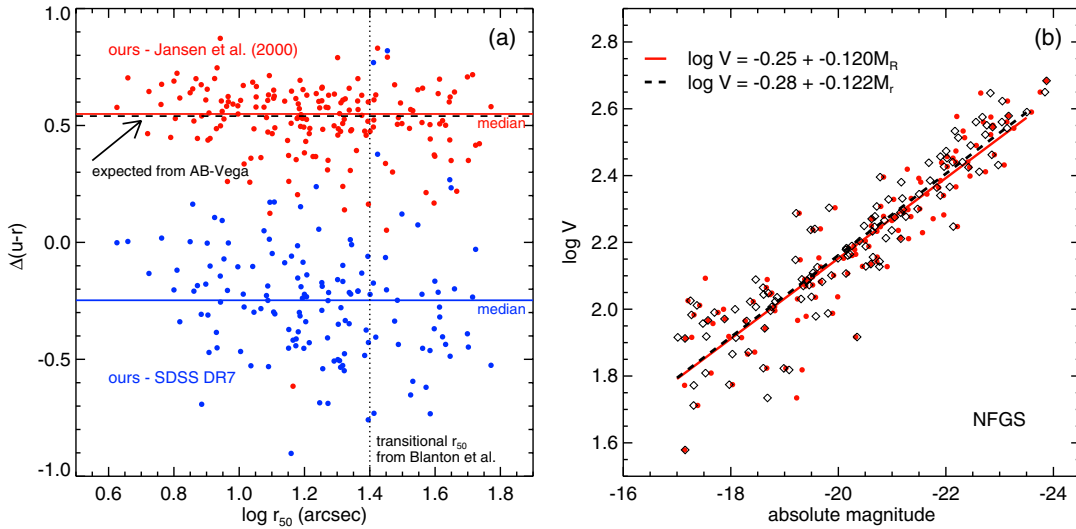 (a)
ours - Jansen et al. (2000)
median
expected from AB-Vega
median
ours - SDSS DR7
transitional r50
from Blanton et al.
1.0
0.5
0.0
-0.5
-1.0
Δ(u-r)
0.6 0.8 1.0 1.2 1.4 1.6 1.8
log r50 (arcsec)
(b)
log V = -0.25 + -0.120MR
log V = -0.28 + -0.122Mr
NFGS
2.8
2.6
2.4
2.2
2.0
1.8
1.6
log V
-16 -18 -20 -22 -24
absolute magnitude